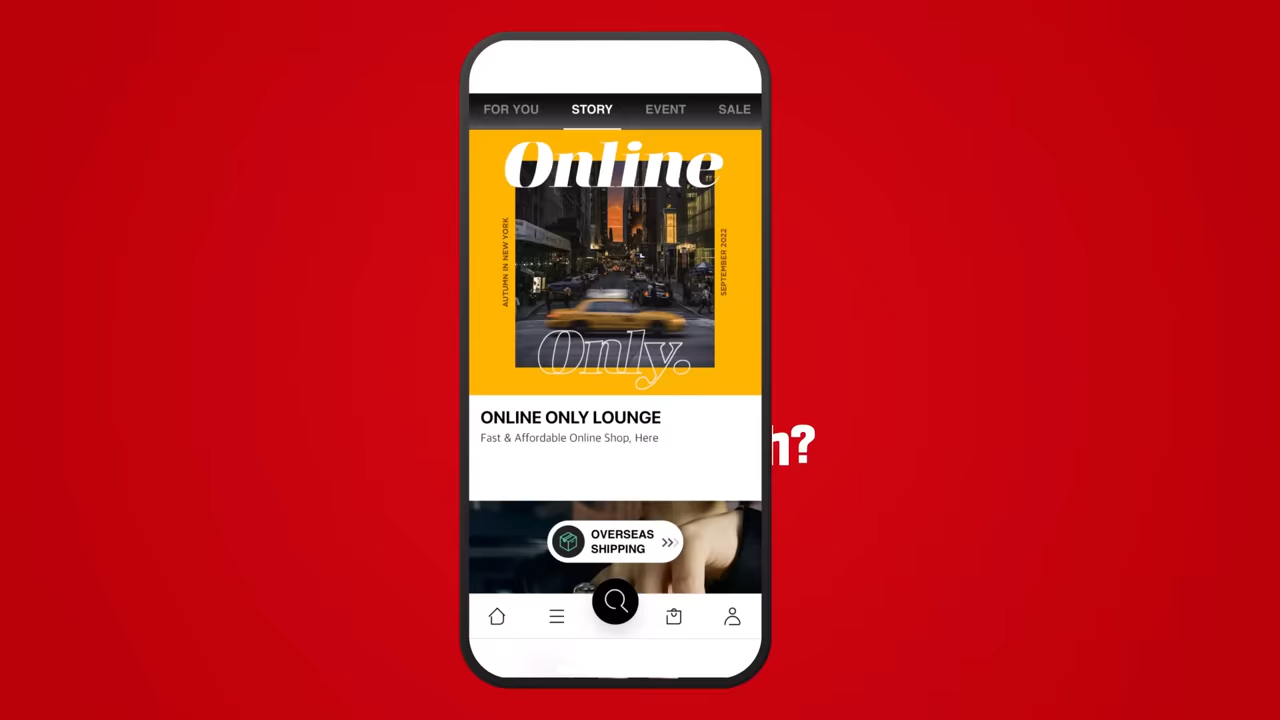 FOR YOU STORY EVENT SALE
Online
AUTUMN IN NEW YORK
SEPTEMBER 2022
Only.
ONLINE ONLY LOUNGE
Fast & Affordable Online Shop, Here
h?
OVERSEAS
SHIPPING